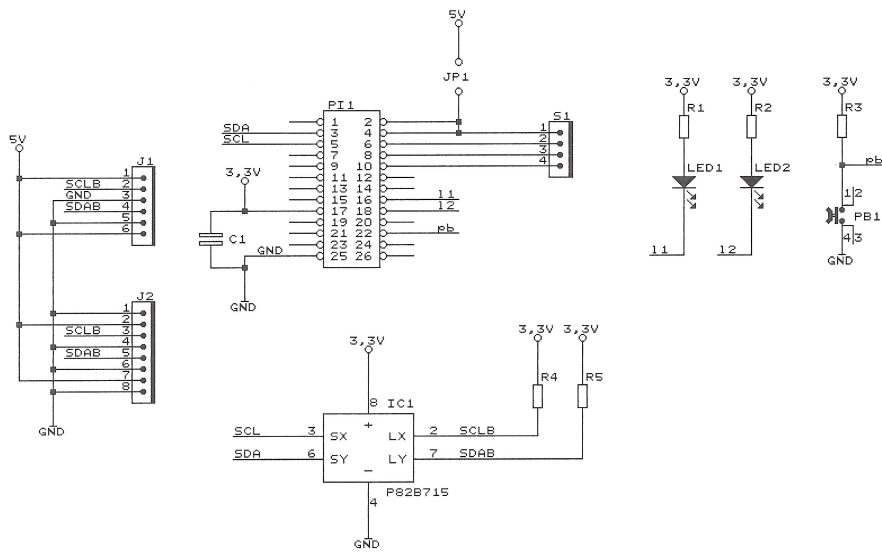 5V
JP1
PI1
1 2
SDA 3 4
SCL 5 6
7 8
9 10
11 12
13 14
15 16 l1
17 18 l2
19 20
21 22 pb
23 24
GND 25 26
S1
1
2
3
4
3,3V
C1
GND
5V
J1
1
SCLB 2
GND 3
SDAB 4
5
6
J2
1
2
SCLB 3
4
SDAB 5
6
7
8
GND
3,3V 3,3V 3,3V
R1 R2 R3
LED1 LED2
pb
1 2
PB1
4 3
l1 l2 GND
3,3V 3,3V 3,3V
R4 R5
8 IC1
+
SCL 3 SX LX 2 SCLB
SDA 6 SY LY 7 SDAB
–
4 P82B715
GND